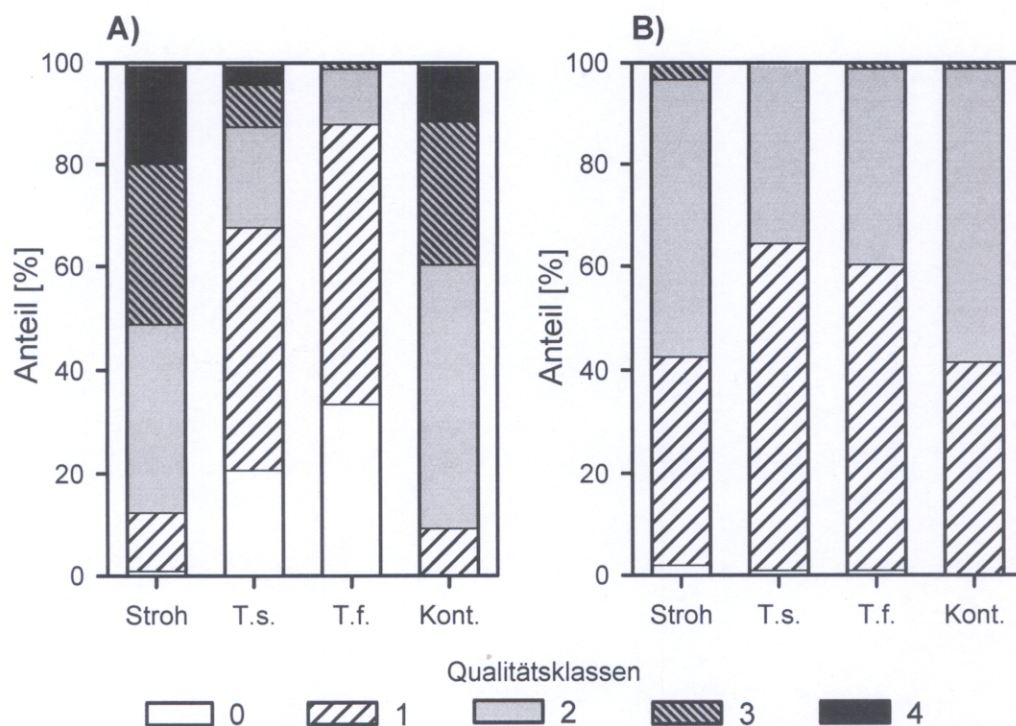 A)
B)
100
80
60
40
20
0
Anteil [%]
Stroh T.s. T.f. Kont.
100
80
60
40
20
0
Anteil [%]
Stroh T.s. T.f. Kont.
Qualitätsklassen
0 1 2 3 4